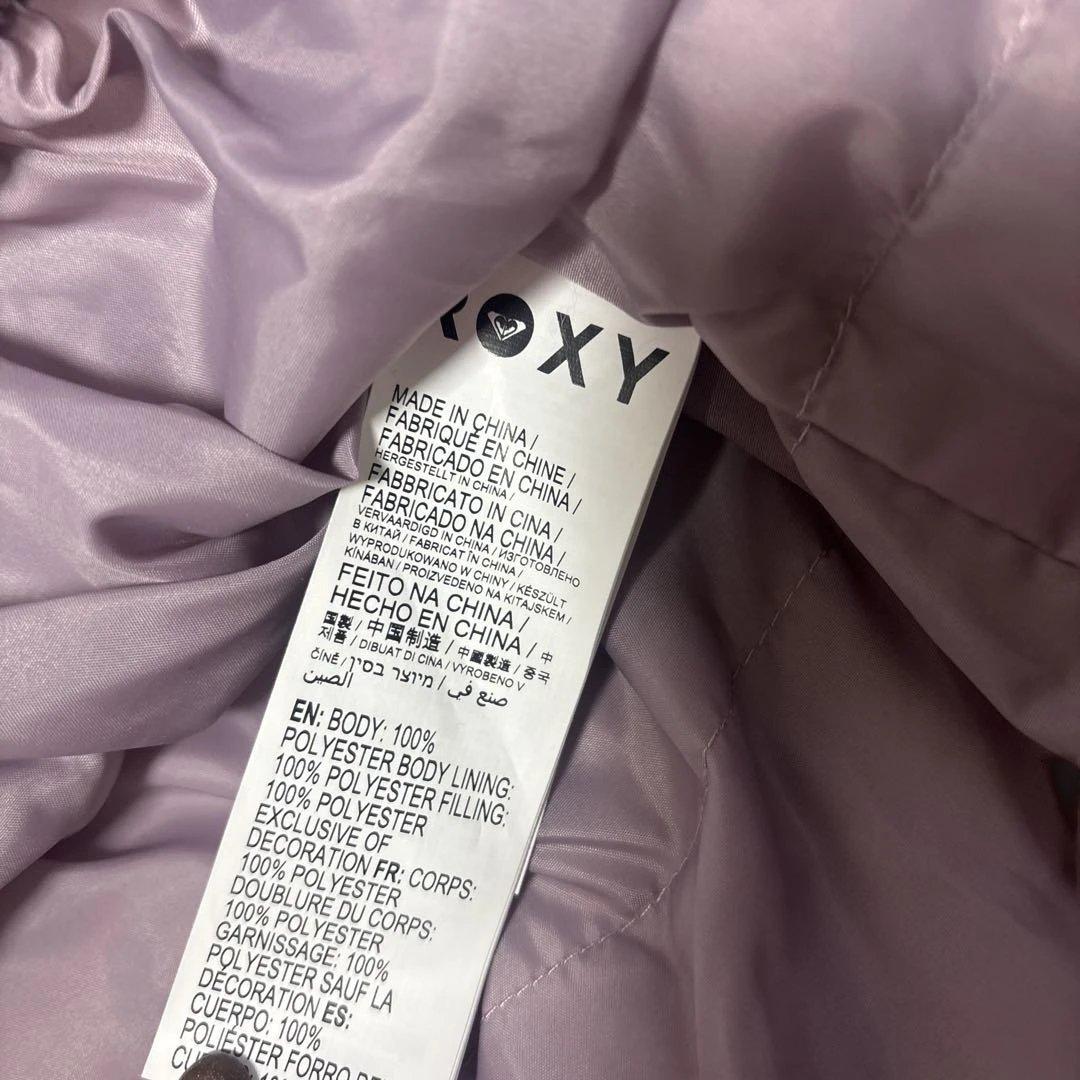 ROXY
MADE IN CHINA /
FABRIQUÉ EN CHINE /
FABRICADO EN CHINA /
HERGESTELLT IN CHINA /
FABBRICATO IN CINA /
FABRICADO NA CHINA /
VERVAARDIGD IN CHINA / ИЗГОТОВЛЕНО
В КИТАЙ / FABRICAT ÎN CHINA /
WYPRODUKOWANO W CHINY / KÉSZÜLT
KÍNÁBAN / PROIZVEDENO NA KITAJSKEM /
FEITO NA CHINA /
HECHO EN CHINA / 中
国製 / 中国制造 / 中國製造 / 중국
제품 / DIBUAT DI CINA / VYROBENO V
ČÍNĚ / מיוצר בסין / صنع في
الصين
EN: BODY: 100%
POLYESTER BODY LINING:
100% POLYESTER FILLING:
100% POLYESTER
EXCLUSIVE OF
DECORATION FR: CORPS:
100% POLYESTER
DOUBLURE DU CORPS:
100% POLYESTER
GARNISSAGE: 100%
POLYESTER SAUF LA
DÉCORATION ES:
CUERPO: 100%
POLIÉSTER FORRO